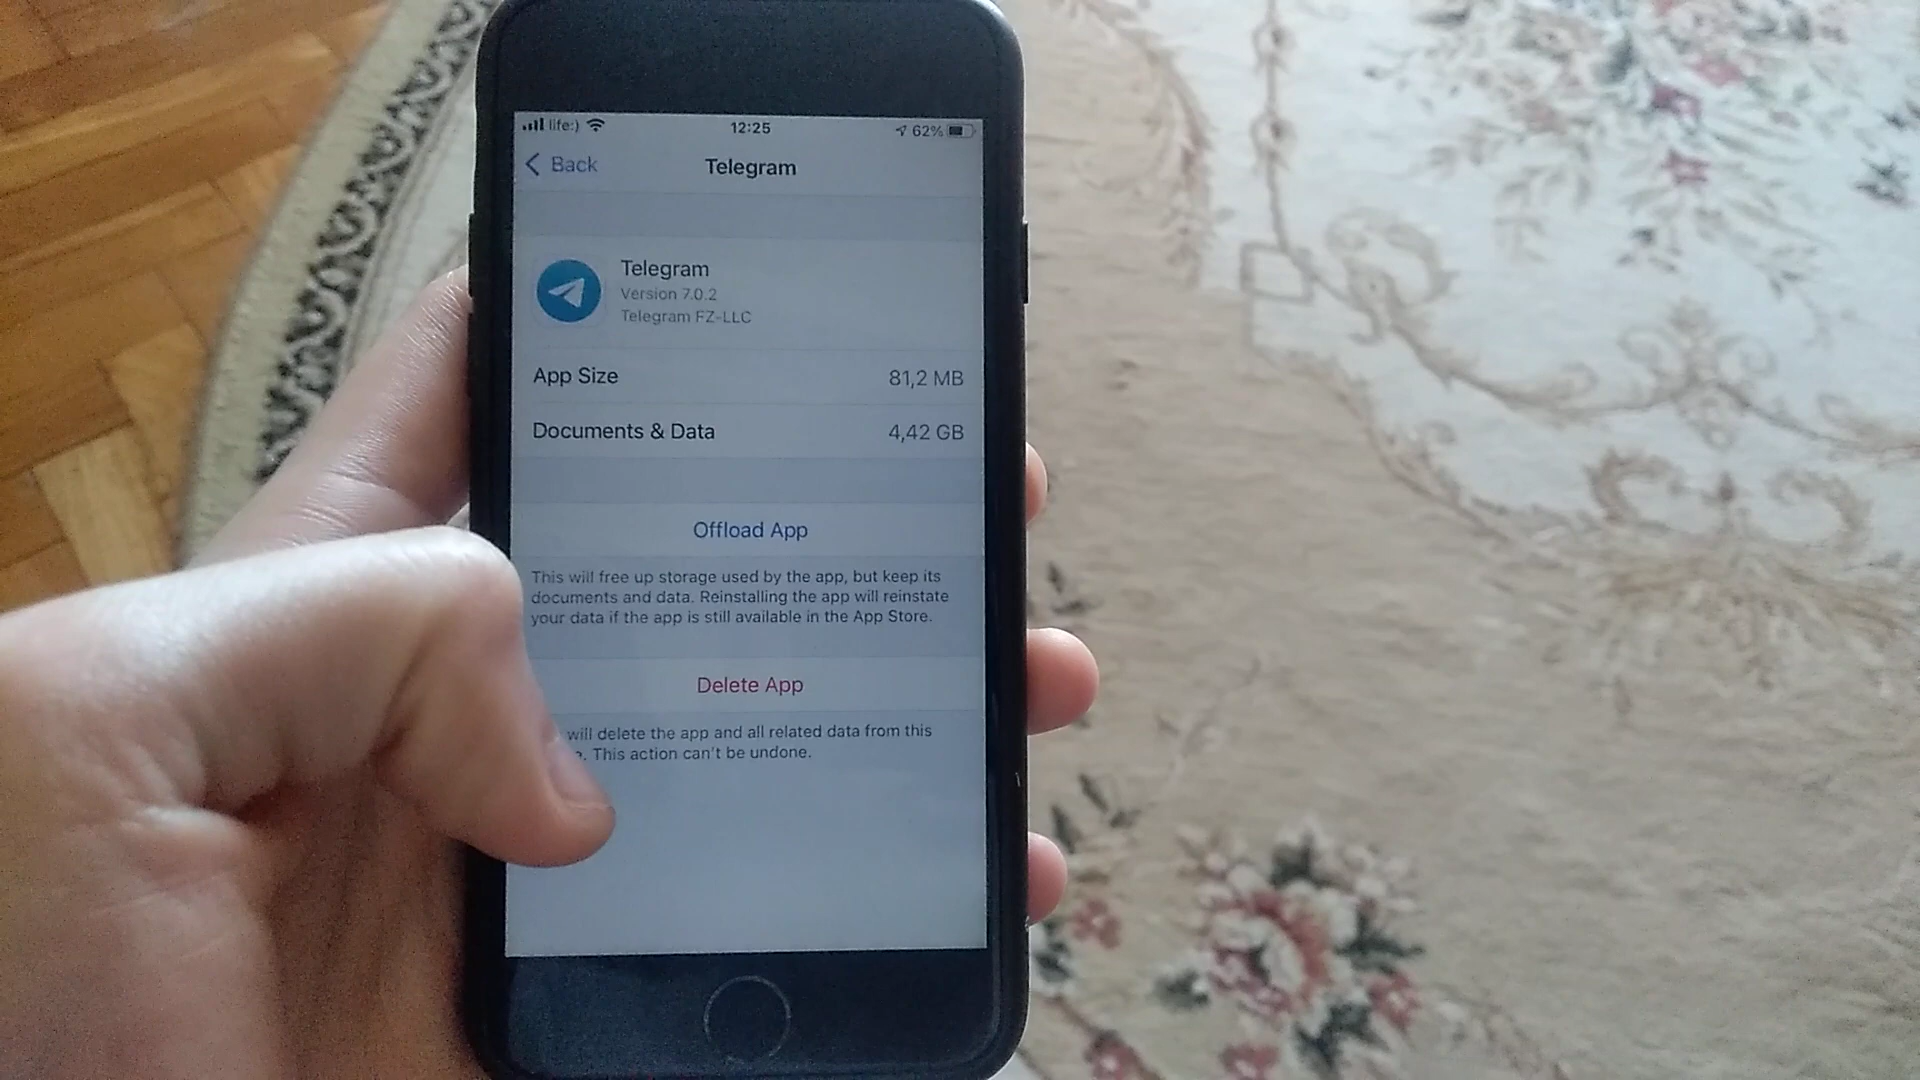 life:) 12:25 62%
Back Telegram
Telegram
Version 7.0.2
Telegram FZ-LLC
App Size 81,2 MB
Documents & Data 4,42 GB
Offload App
This will free up storage used by the app, but keep its
documents and data. Reinstalling the app will reinstate
your data if the app is still available in the App Store.
Delete App
will delete the app and all related data from this
This action can't be undone.